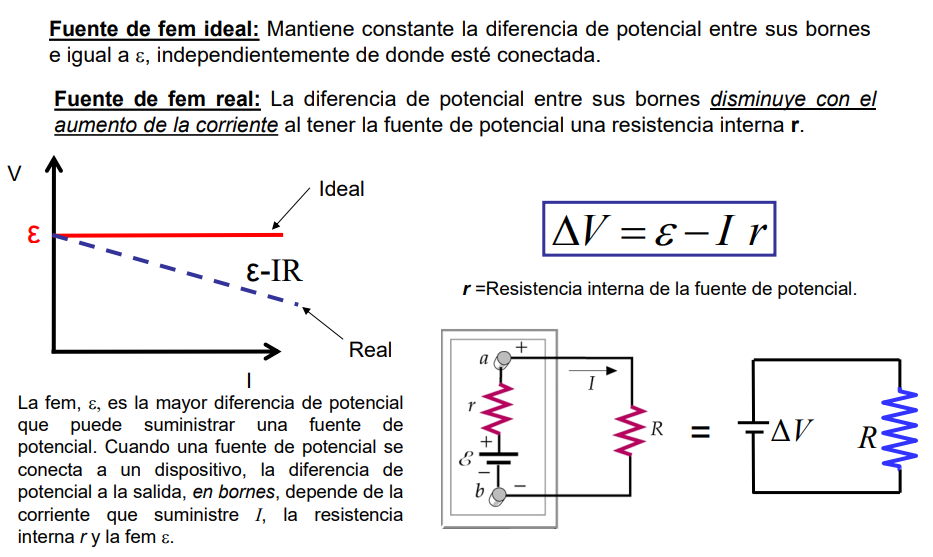 Fuente de fem ideal: Mantiene constante la diferencia de potencial entre sus bornes
e igual a ε, independientemente de donde esté conectada.
Fuente de fem real: La diferencia de potencial entre sus bornes disminuye con el
aumento de la corriente al tener la fuente de potencial una resistencia interna r.
V
Ideal
ε
ε-IR
Real
I
ΔV = ε − I r
r =Resistencia interna de la fuente de potencial.
La fem, ε, es la mayor diferencia de potencial
que puede suministrar una fuente de
potencial. Cuando una fuente de potencial se
conecta a un dispositivo, la diferencia de
potencial a la salida, en bornes, depende de la
corriente que suministre I, la resistencia
interna r y la fem ε.
a
+
I
r
R
+
ℰ
−
b
−
=
ΔV
R